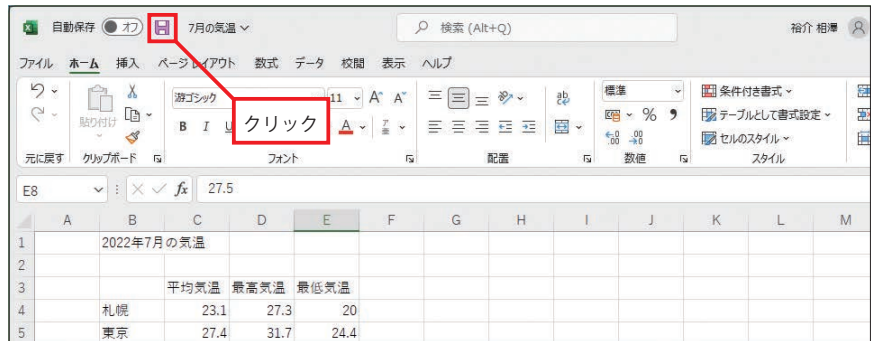 自動保存 オフ 7月の気温 検索 (Alt+Q) 裕介 相澤
ファイル ホーム 挿入 ページ レイアウト 数式 データ 校閲 表示 ヘルプ
貼り付け 游ゴシック 11 A^ A˅ ab 標準 条件付き書式
B I U A % 9 テーブルとして書式設定
クリック
セルのスタイル
元に戻す クリップボード フォント 配置 数値 スタイル
E8 fx 27.5
A B C D E F G H I J K L M
1 2022年7月の気温
2
3 平均気温 最高気温 最低気温
4 札幌 23.1 27.3 20
5 東京 27.4 31.7 24.4